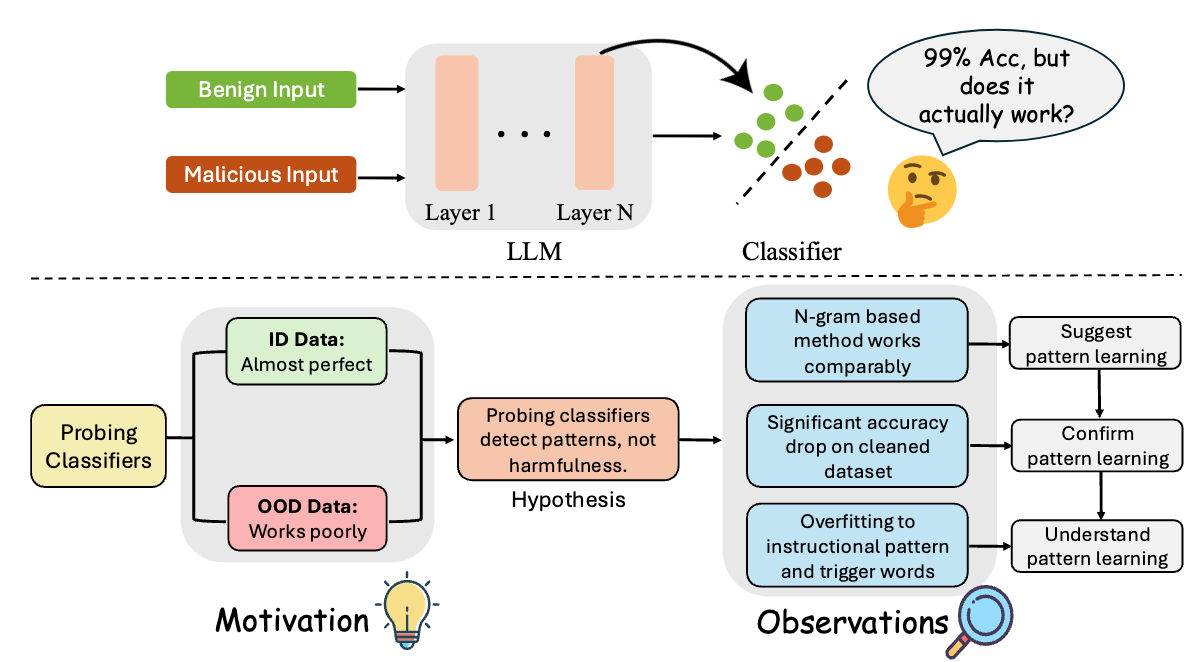 Benign Input
Malicious Input
Layer 1
Layer N
LLM
Classifier
99% Acc, but
does it
actually work?
Probing
Classifiers
ID Data:
Almost perfect
OOD Data:
Works poorly
Motivation
Probing classifiers
detect patterns, not
harmfulness.
Hypothesis
N-gram based
method works
comparably
Significant accuracy
drop on cleaned
dataset
Overfitting to
instructional pattern
and trigger words
Observations
Suggest
pattern learning
Confirm
pattern learning
Understand
pattern learning